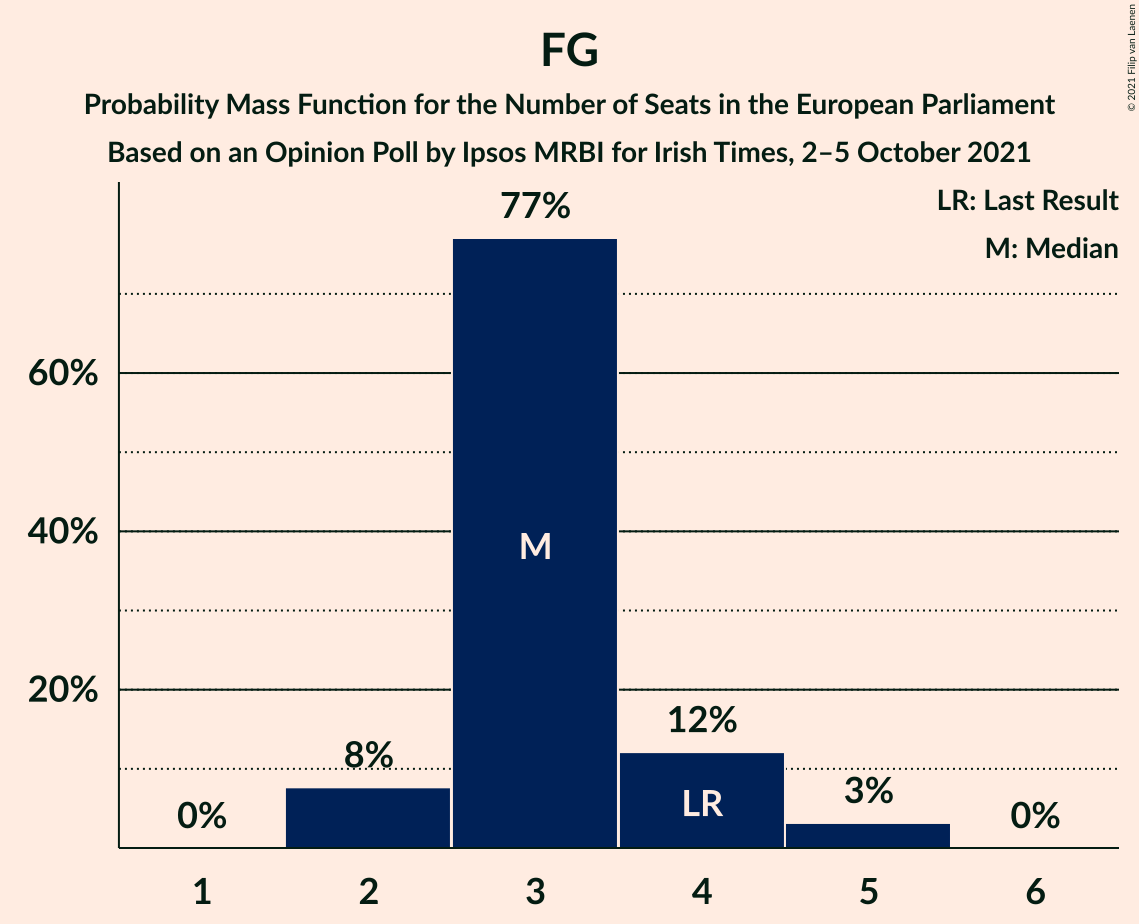 FG
Probability Mass Function for the Number of Seats in the European Parliament
Based on an Opinion Poll by Ipsos MRBI for Irish Times, 2–5 October 2021
© 2021 Filip van Laenen
LR: Last Result
M: Median
77%
60%
40%
M
20%
12%
8%
3%
LR
0%
0%
1 2 3 4 5 6